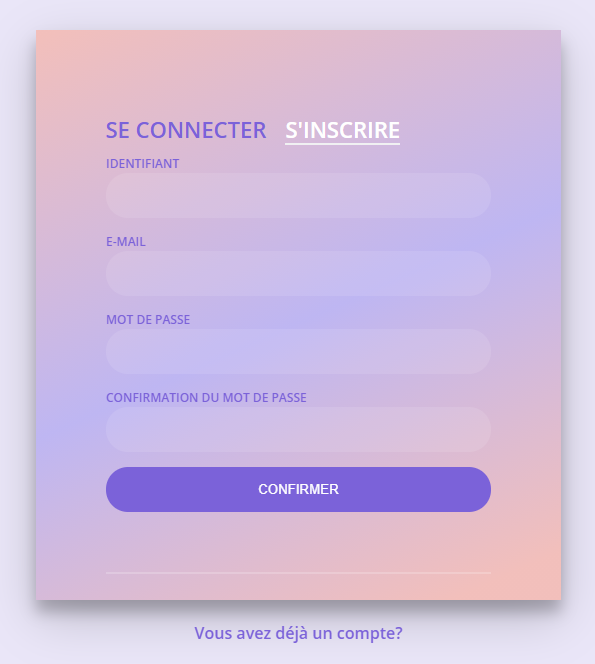 SE CONNECTER S'INSCRIRE
IDENTIFIANT
E-MAIL
MOT DE PASSE
CONFIRMATION DU MOT DE PASSE
CONFIRMER
Vous avez déjà un compte?